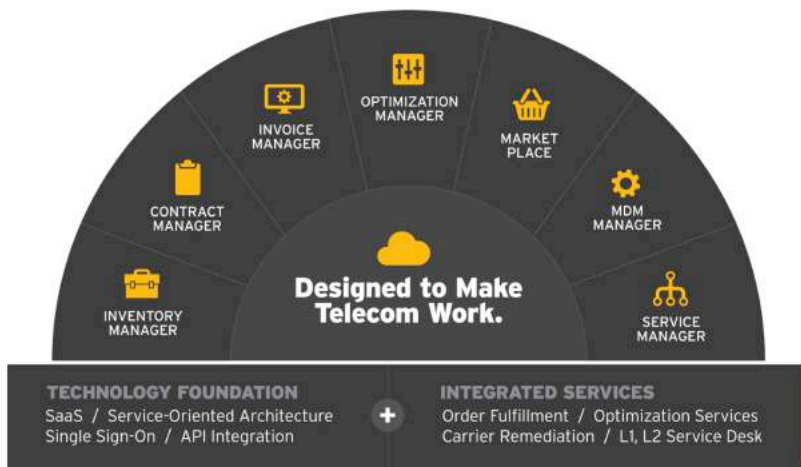 INVENTORY
MANAGER
CONTRACT
MANAGER
INVOICE
MANAGER
OPTIMIZATION
MANAGER
MARKET
PLACE
MDM
MANAGER
SERVICE
MANAGER
Designed to Make
Telecom Work.
TECHNOLOGY FOUNDATION
SaaS / Service-Oriented Architecture
Single Sign-On / API Integration
+
INTEGRATED SERVICES
Order Fulfillment / Optimization Services
Carrier Remediation / L1, L2 Service Desk